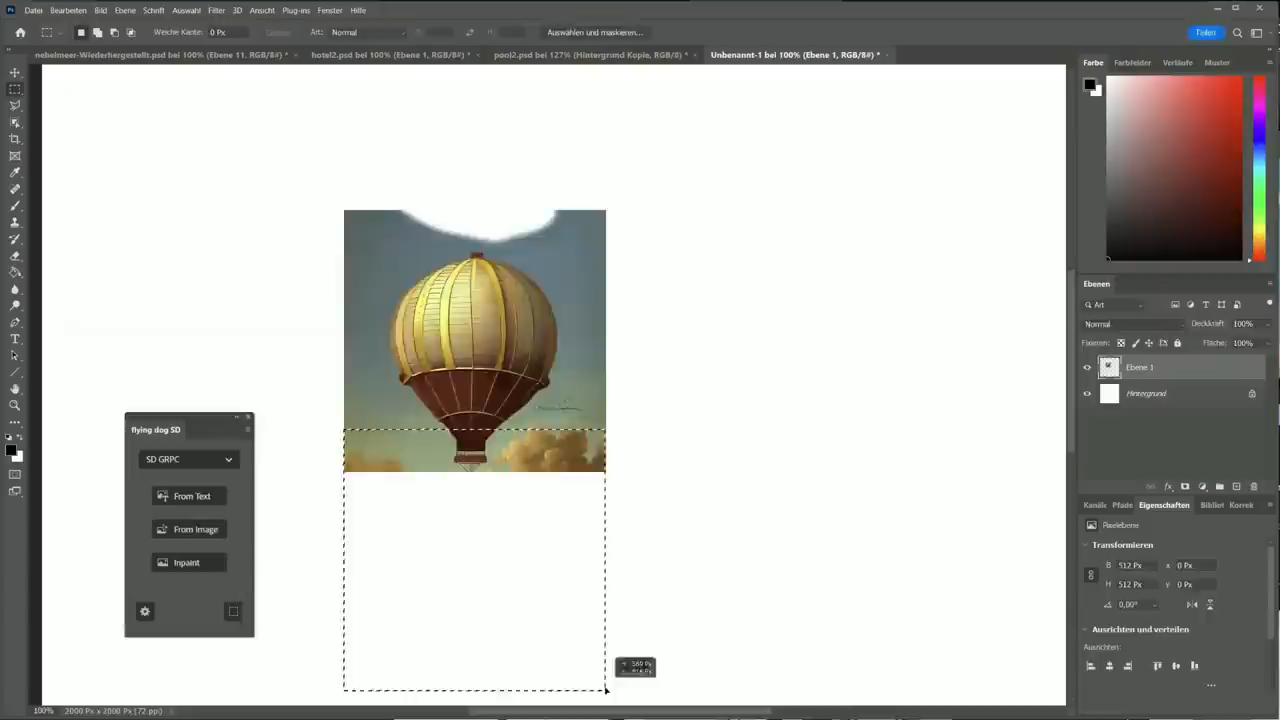 Ps Datei Bearbeiten Bild Ebene Schrift Auswahl Filter 3D Ansicht Plug-ins Fenster Hilfe
Weiche Kante: 0 Px Art: Normal Auswählen und maskieren... Teilen
nebelmeer-Wiederhergestellt.psd bei 100% (Ebene 11, RGB/8#) * × hotel2.psd bei 100% (Ebene 1, RGB/8#) * × pool2.psd bei 127% (Hintergrund Kopie, RGB/8) * × Unbenannt-1 bei 100% (Ebene 1, RGB/8#) * ×
Farbe Farbfelder Verläufe Muster
Ebenen
Art
Normal Deckkraft: 100%
Fixieren: Fläche: 100%
Ebene 1
Hintergrund
flying dog SD
SD GRPC
From Text
From Image
Inpaint
Kanäle Pfade Eigenschaften Bibliot Korrek
Pixelebene
Transformieren
B 512 Px X 0 Px
H 512 Px y 0 Px
0,00°
Ausrichten und verteilen
Ausrichten:
100% 2000 Px x 2000 Px (72 ppi)